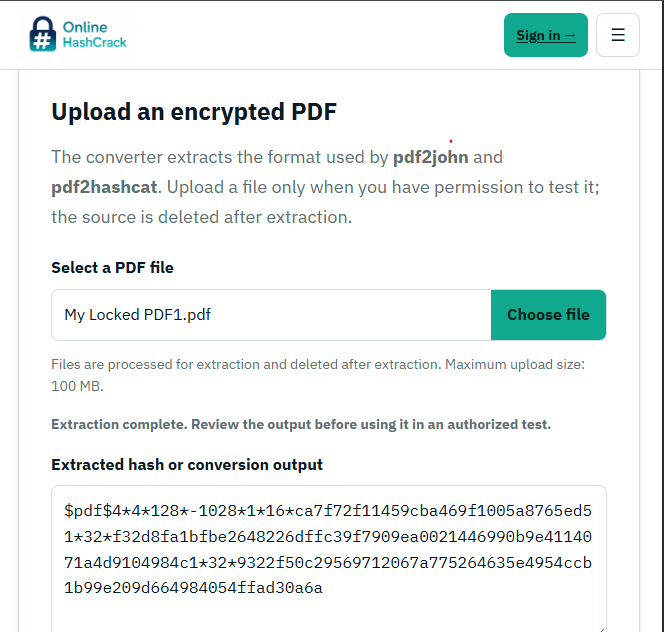 Online
HashCrack
Sign in →
☰
Upload an encrypted PDF
The converter extracts the format used by pdf2john and
pdf2hashcat. Upload a file only when you have permission to test it;
the source is deleted after extraction.
Select a PDF file
My Locked PDF1.pdf
Choose file
Files are processed for extraction and deleted after extraction. Maximum upload size:
100 MB.
Extraction complete. Review the output before using it in an authorized test.
Extracted hash or conversion output
$pdf$4*4*128*-1028*1*16*ca7f72f11459cba469f1005a8765ed5
1*32*f32d8fa1bfbe2648226dffc39f7909ea0021446990b9e41140
71a4d9104984c1*32*9322f50c29569712067a775264635e4954ccb
1b99e209d664984054ffad30a6a